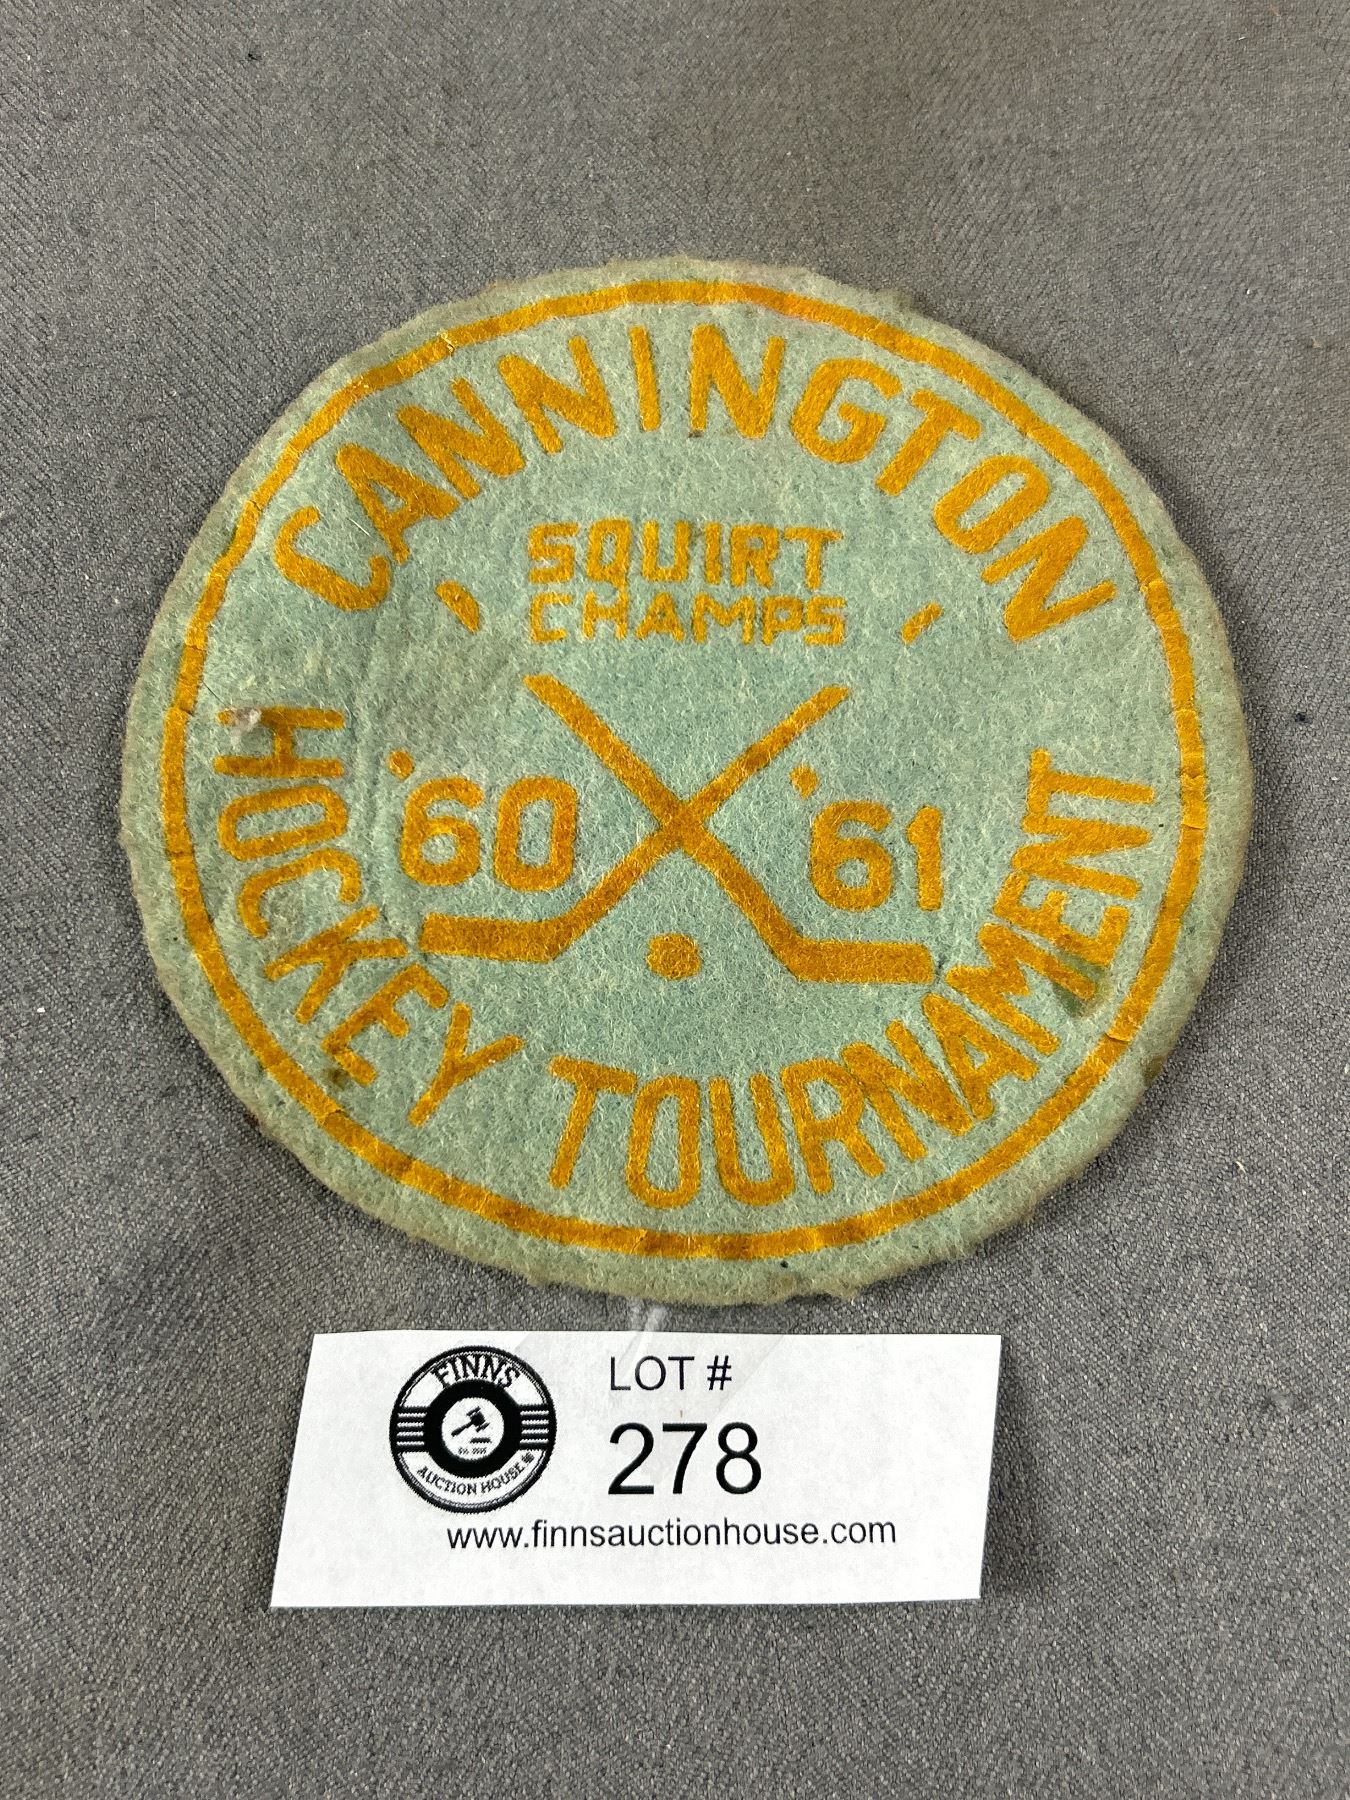 CANNINGTON
SQUIRT
CHAMPS
'60 '61
HOCKEY TOURNAMENT
FINNS
AUCTION HOUSE
LOT #
278
www.finnsauctionhouse.com